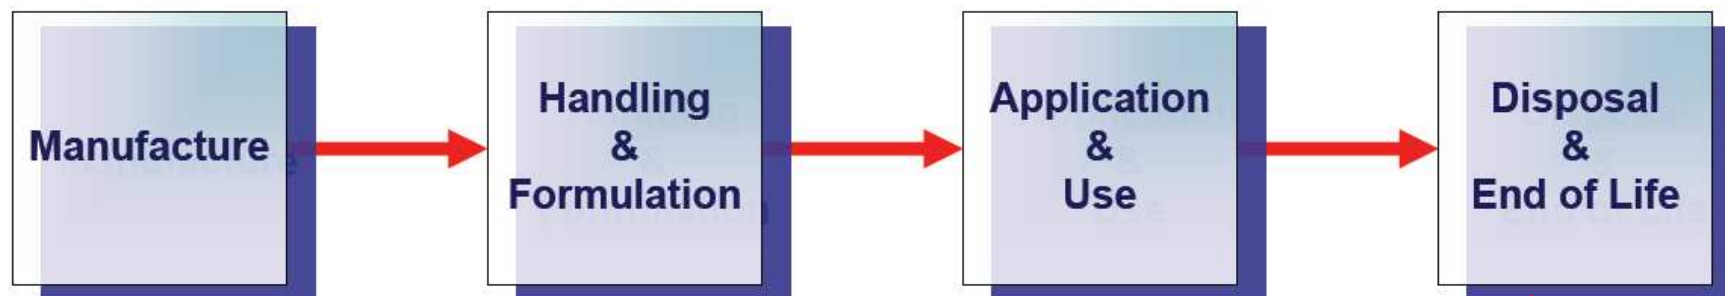 Manufacture
Handling
&
Formulation
Application
&
Use
Disposal
&
End of Life